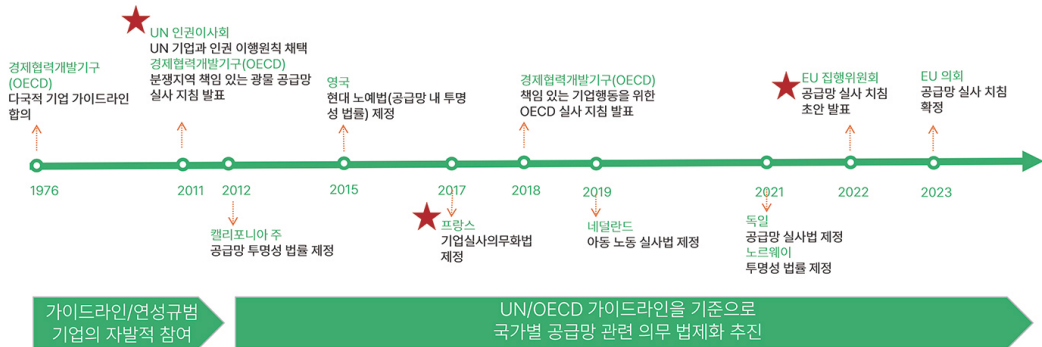 경제협력개발기구
(OECD)
다국적 기업 가이드라인
합의
UN 인권이사회
UN 기업과 인권 이행원칙 채택
경제협력개발기구(OECD)
분쟁지역 책임 있는 광물 공급망
실사 지침 발표
영국
현대 노예법(공급망 내 투명
성 법률) 제정
경제협력개발기구(OECD)
책임 있는 기업행동을 위한
OECD 실사 지침 발표
EU 집행위원회
공급망 실사 치침
초안 발표
EU 의회
공급망 실사 치침
확정
1976
2011
2012
2015
2017
2018
2019
2021
2022
2023
캘리포니아 주
공급망 투명성 법률 제정
프랑스
기업실사의무화법
제정
네덜란드
아동 노동 실사법 제정
독일
공급망 실사법 제정
노르웨이
투명성 법률 제정
가이드라인/연성규범
기업의 자발적 참여
UN/OECD 가이드라인을 기준으로
국가별 공급망 관련 의무 법제화 추진